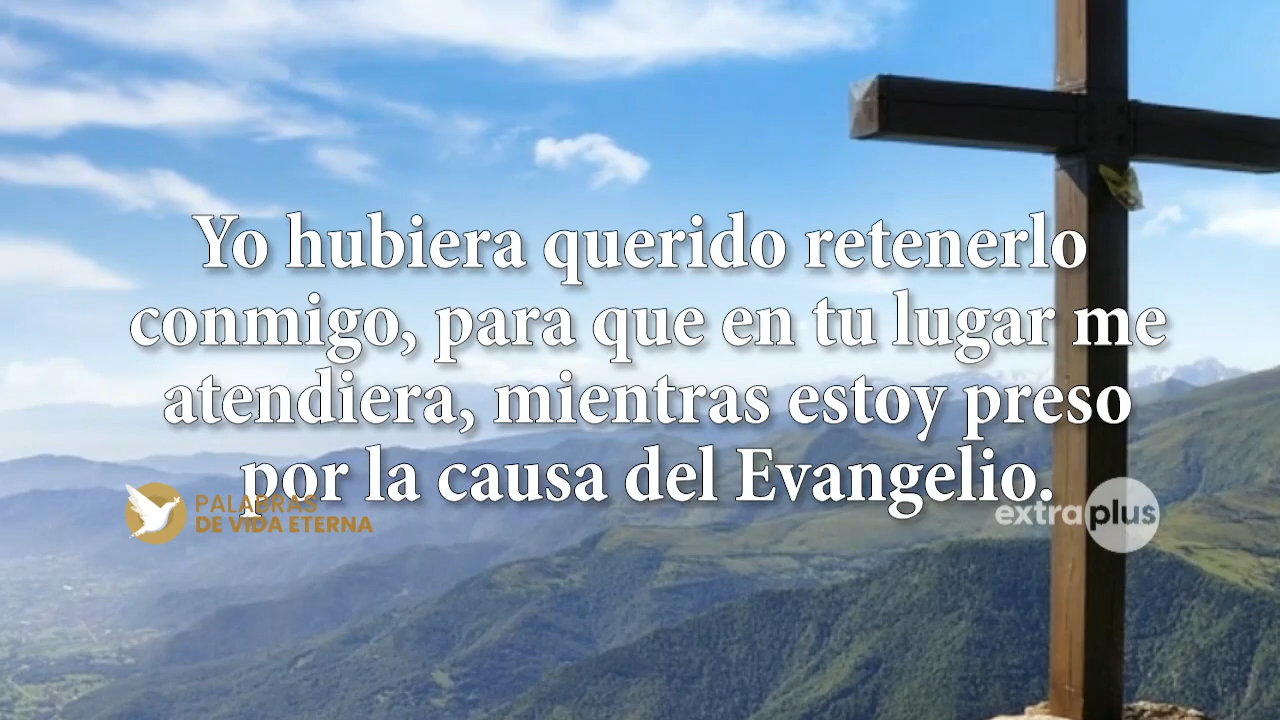 Yo hubiera querido retenerlo
conmigo, para que en tu lugar me
atendiera, mientras estoy preso
por la causa del Evangelio.
PALABRAS
DE VIDA ETERNA
extraplus